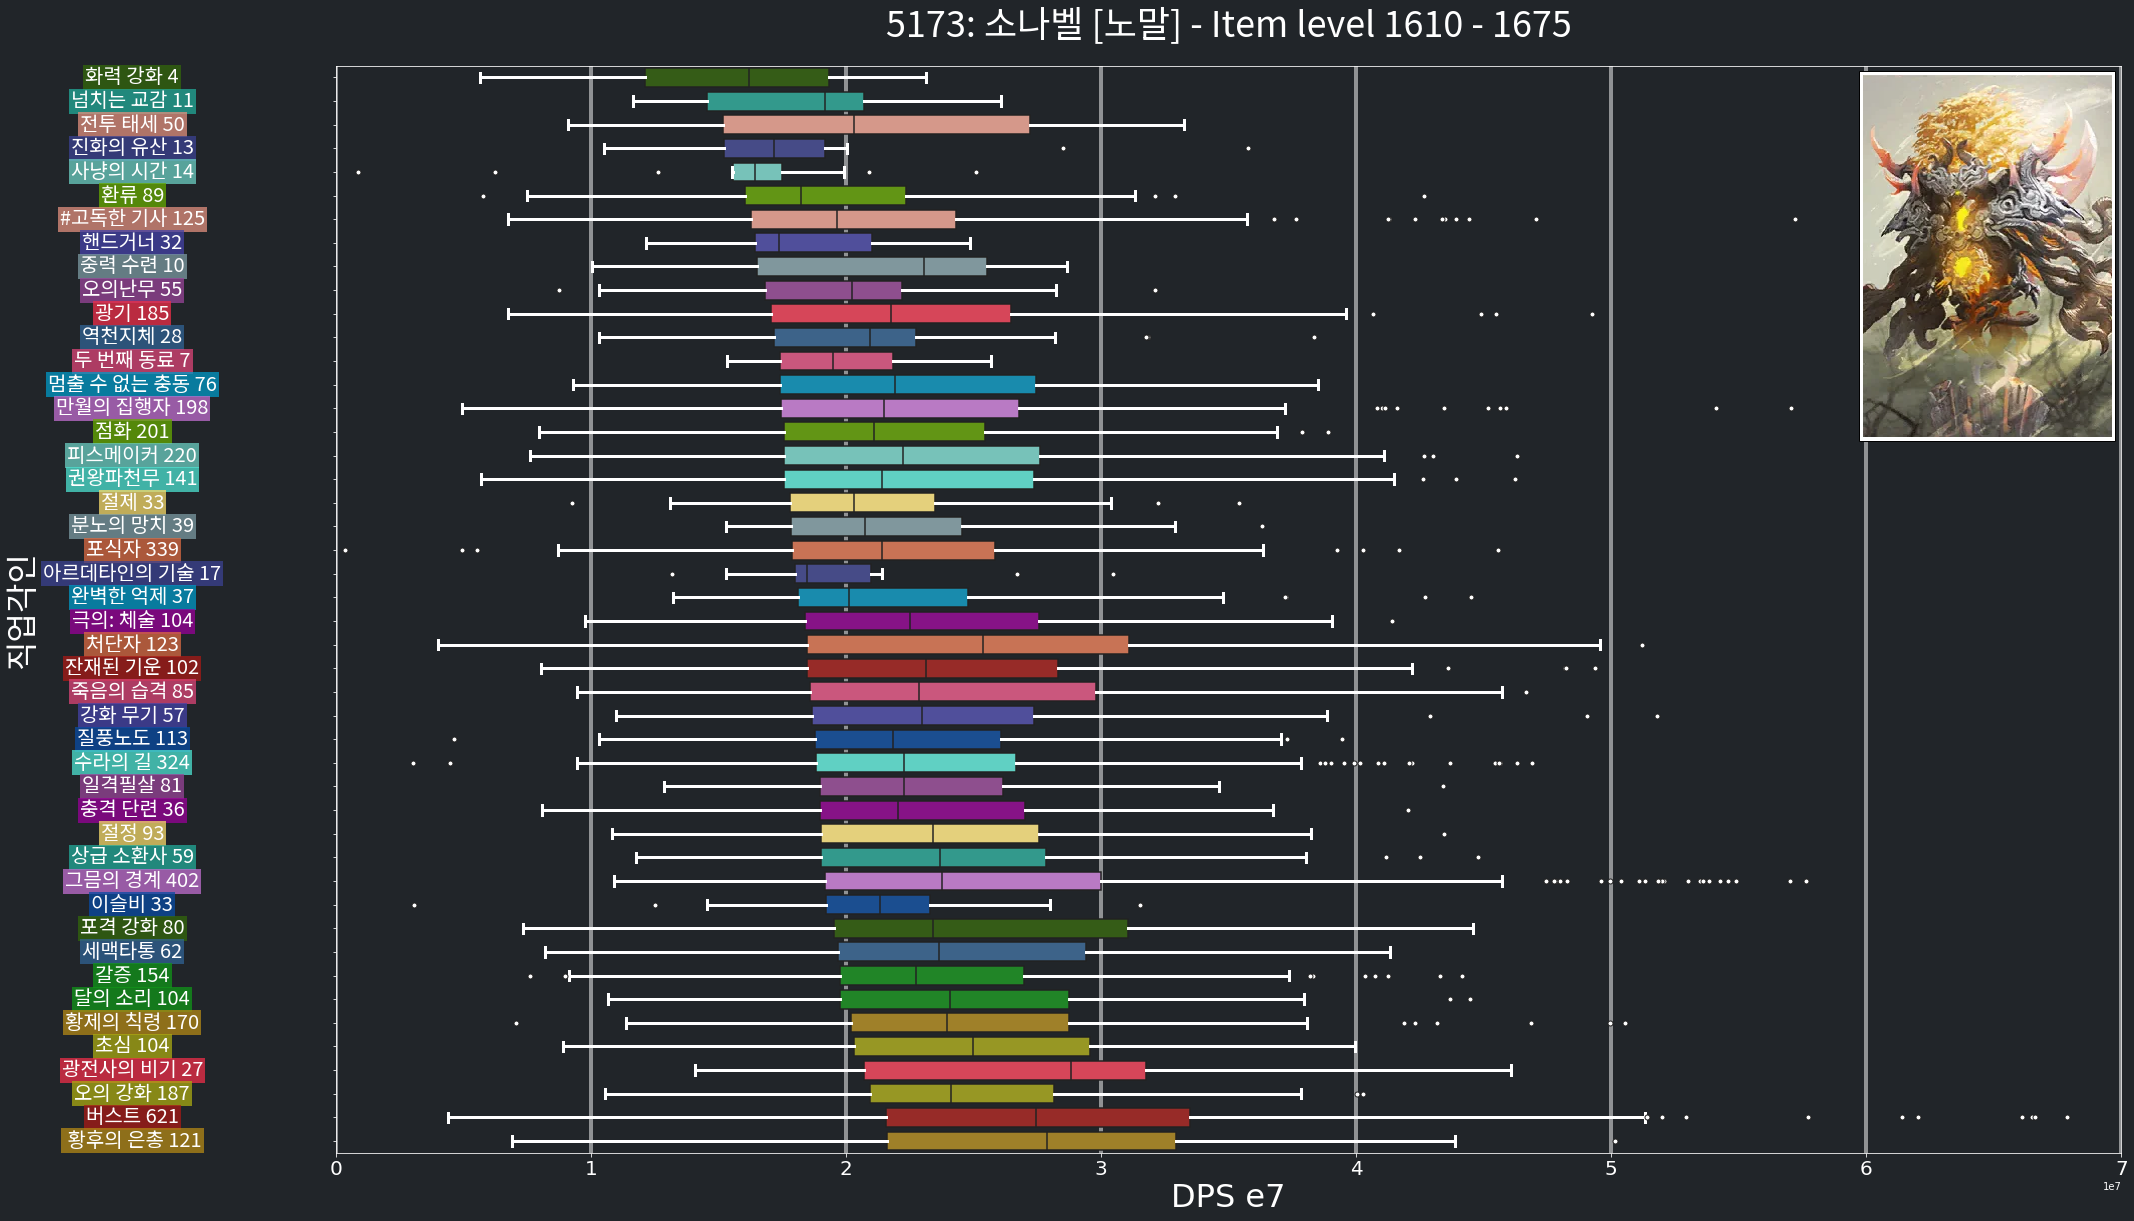 5173: 소나벨 [노말] - Item level 1610 - 1675
화력 강화 4
넘치는 교감 11
전투 태세 50
진화의 유산 13
사냥의 시간 14
환류 89
#고독한 기사 125
핸드거너 32
중력 수련 10
오의난무 55
광기 185
역천지체 28
두 번째 동료 7
멈출 수 없는 충동 76
만월의 집행자 198
점화 201
피스메이커 220
권왕파천무 141
절제 33
분노의 망치 39
포식자 339
아르데타인의 기술 17
완벽한 억제 37
극의: 체술 104
처단자 123
잔재된 기운 102
죽음의 습격 85
강화 무기 57
질풍노도 113
수라의 길 324
일격필살 81
충격 단련 36
절정 93
상급 소환사 59
그믐의 경계 402
이슬비 33
포격 강화 80
세맥타통 62
갈증 154
달의 소리 104
황제의 칙령 170
초심 104
광전사의 비기 27
오의 강화 187
버스트 621
황후의 은총 121
직업각인
0 1 2 3 4 5 6 7
1e7
DPS e7